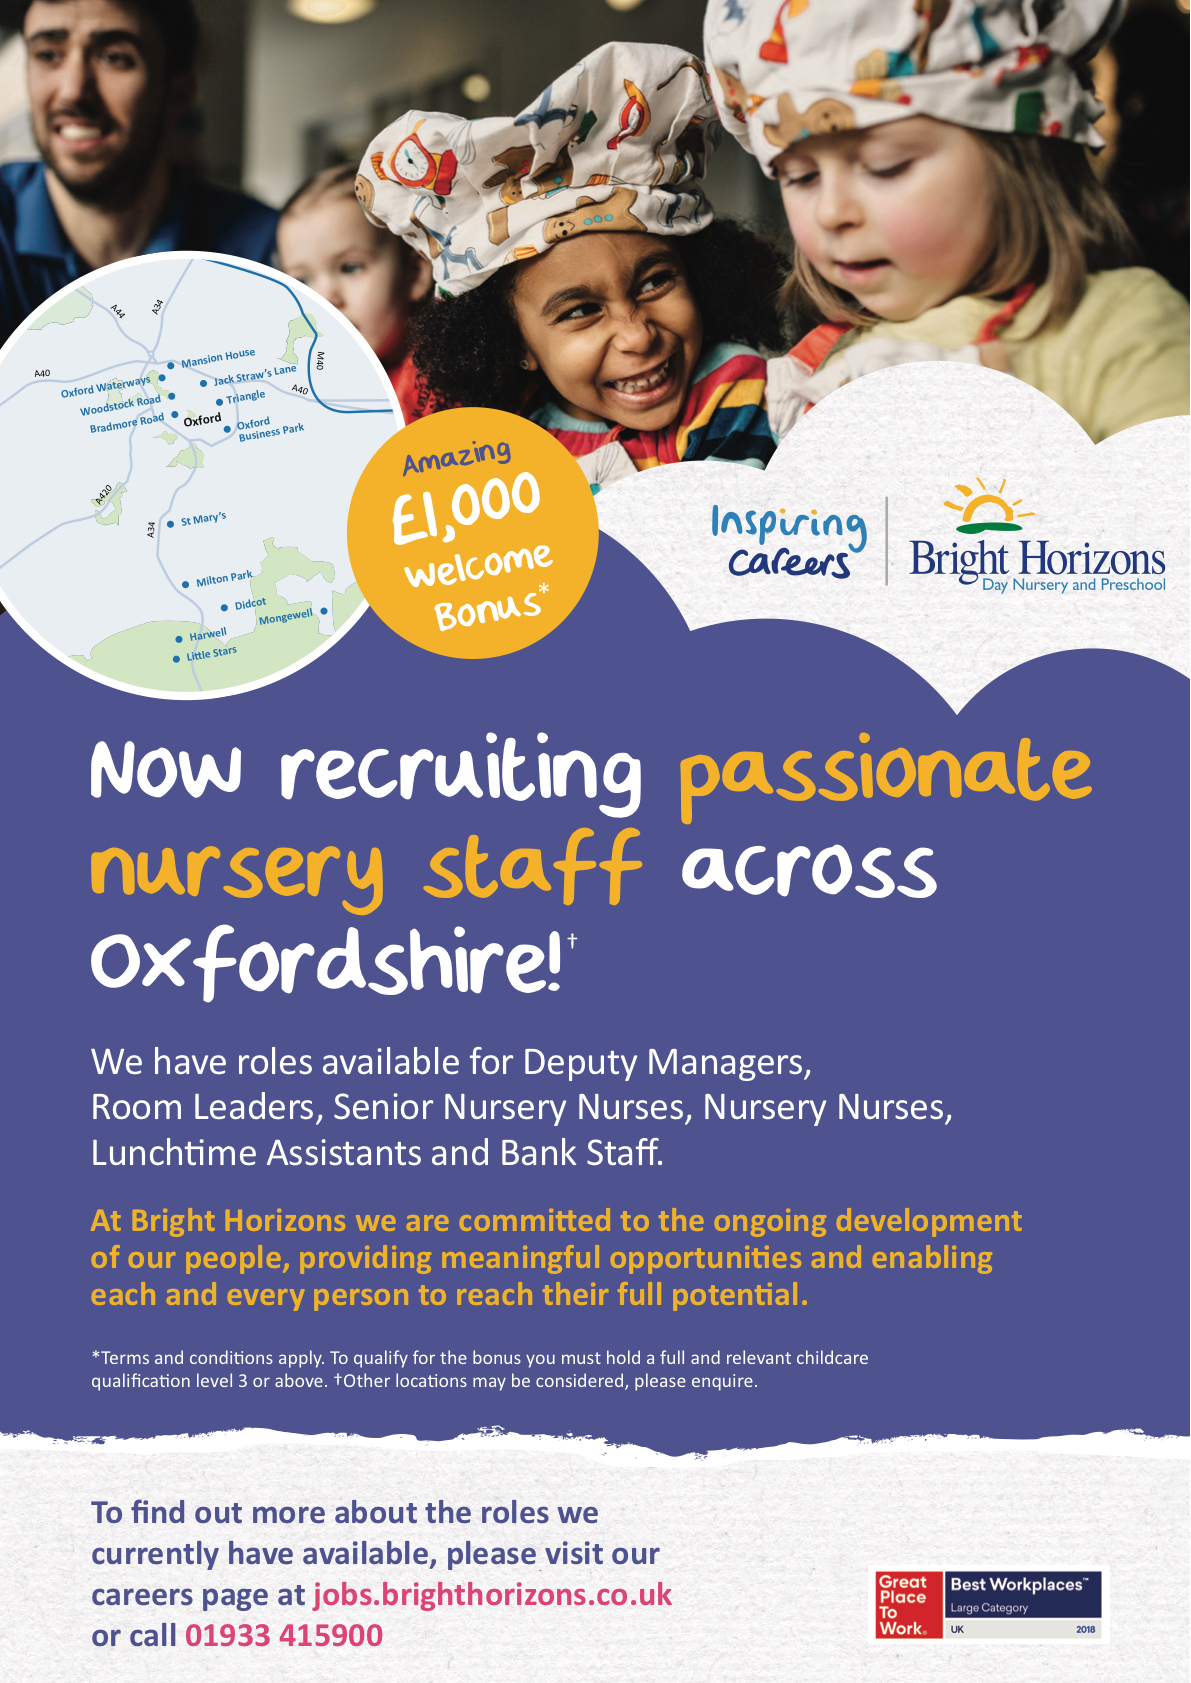 A44
A34
M40
A40
Mansion House
Oxford Waterways
Jack Straw's Lane
A40
Woodstock Road
Triangle
Bradmore Road
Oxford
Oxford
Business Park
A420
A34
St Mary's
Milton Park
Didcot
Mongewell
Harwell
Little Stars
Amazing
£1,000
welcome
Bonus*
Inspiring
careers
Bright Horizons
Day Nursery and Preschool
Now recruiting passionate
nursery staff across
Oxfordshire!†
We have roles available for Deputy Managers,
Room Leaders, Senior Nursery Nurses, Nursery Nurses,
Lunchtime Assistants and Bank Staff.
At Bright Horizons we are committed to the ongoing development
of our people, providing meaningful opportunities and enabling
each and every person to reach their full potential.
*Terms and conditions apply. To qualify for the bonus you must hold a full and relevant childcare
qualification level 3 or above. †Other locations may be considered, please enquire.
To find out more about the roles we
currently have available, please visit our
careers page at jobs.brighthorizons.co.uk
or call 01933 415900
Great
Place
To
Work®
Best Workplaces™
Large Category
UK 2018